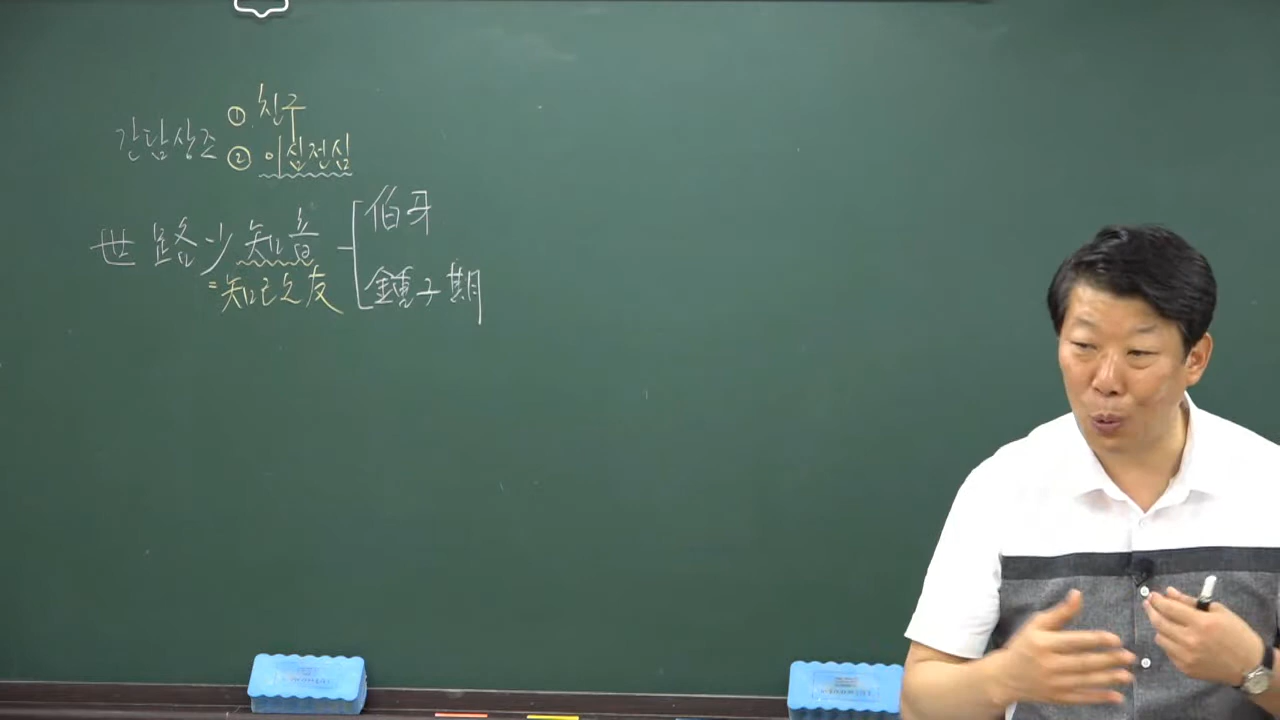 간담상조 ① 친구
② 이심전심
世路少知音 伯牙
鍾子期
=知己之友